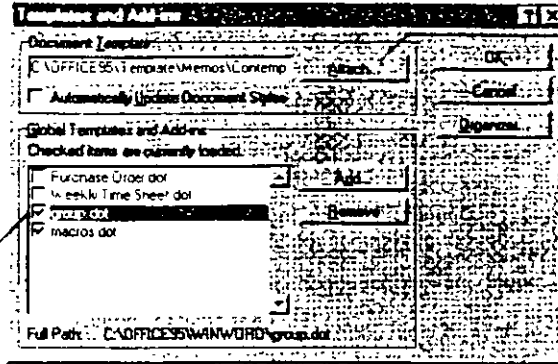 Templates and Add-ins
Document Template
C:\OFFICE95\Template\Memos\Contemp
Attach...
OK
Automatically Update Document Styles
Cancel
Organizer...
Global Templates and Add-ins
Checked items are currently loaded.
Purchase Order.dot
Weekly Time Sheet.dot
group.dot
macros.dot
Add...
Remove
Full Path: C:\OFFICE95\WINWORD\group.dot